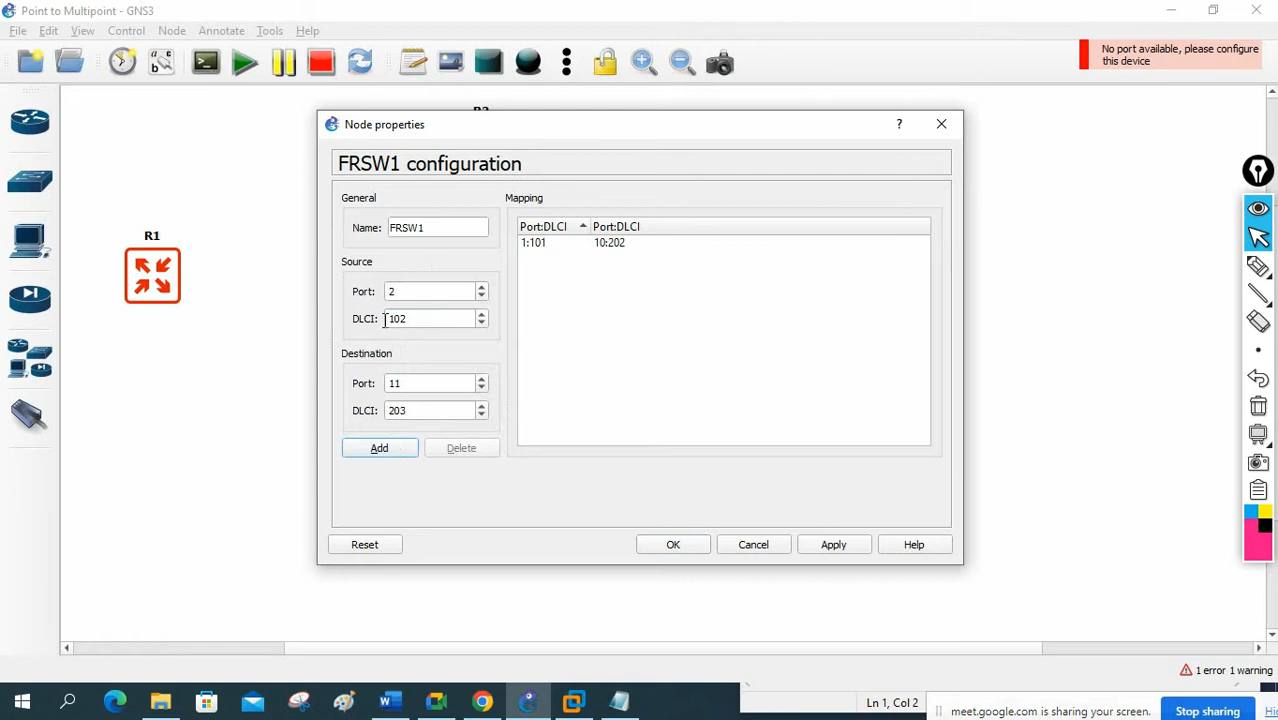 Point to Multipoint - GNS3
File Edit View Control Node Annotate Tools Help
No port available, please configure
this device
R1
Node properties
?
FRSW1 configuration
General
Name: FRSW1
Source
Port: 2
DLCI: 102
Destination
Port: 11
DLCI: 203
Add Delete
Mapping
Port:DLCI Port:DLCI
1:101 10:202
Reset OK Cancel Apply Help
1 error 1 warning
Ln 1, Col 2
meet.google.com is sharing your screen. Stop sharing